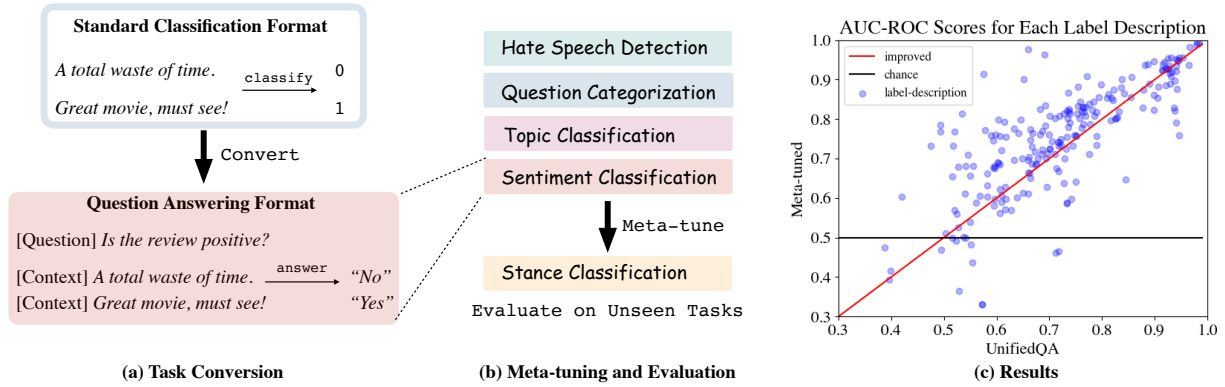 Standard Classification Format
A total waste of time. classify 0
Great movie, must see! 1
Convert
Question Answering Format
[Question] Is the review positive?
[Context] A total waste of time. answer “No”
[Context] Great movie, must see! “Yes”
(a) Task Conversion
Hate Speech Detection
Question Categorization
Topic Classification
Sentiment Classification
Meta-tune
Stance Classification
Evaluate on Unseen Tasks
(b) Meta-tuning and Evaluation
AUC-ROC Scores for Each Label Description
improved
chance
label-description
Meta-tuned
1.0
0.9
0.8
0.7
0.6
0.5
0.4
0.3
0.3 0.4 0.5 0.6 0.7 0.8 0.9 1.0
UnifiedQA
(c) Results